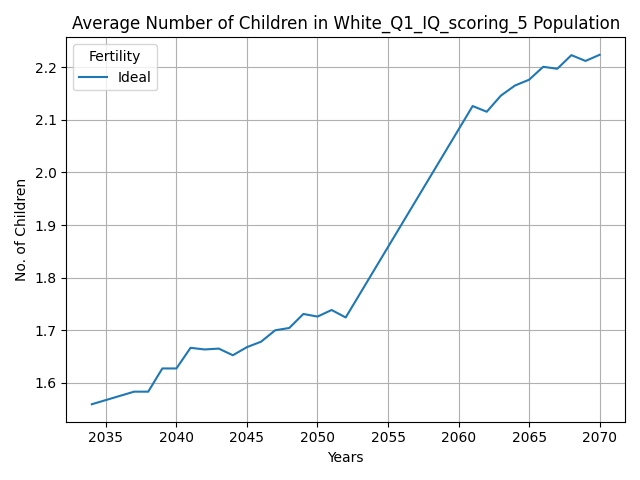 Average Number of Children in White_Q1_IQ_scoring_5 Population
Fertility
Ideal
No. of Children
2.2
2.1
2.0
1.9
1.8
1.7
1.6
2035 2040 2045 2050 2055 2060 2065 2070
Years